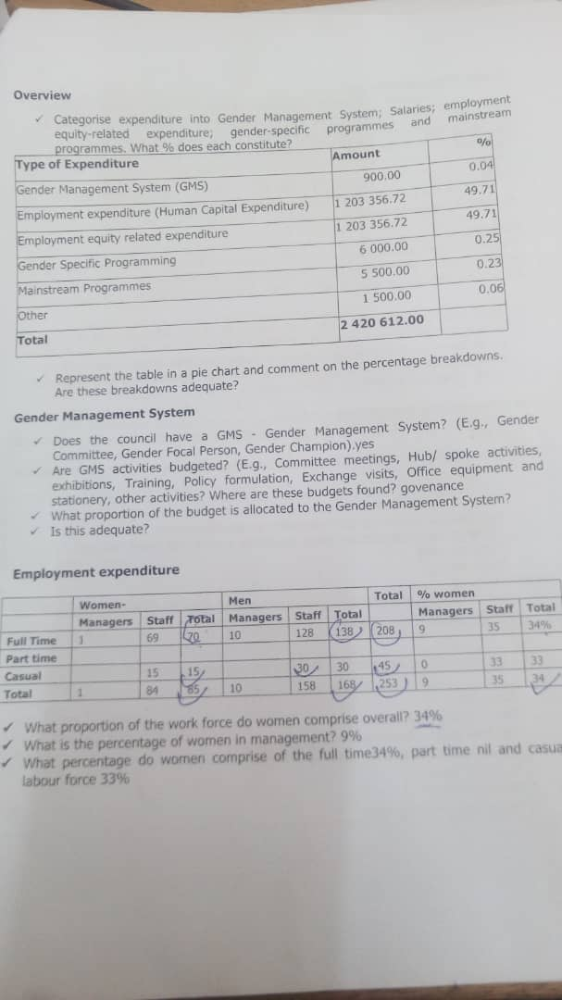 Overview
✓ Categorise expenditure into Gender Management System; Salaries; employment
equity-related expenditure; gender-specific programmes and mainstream
programmes. What % does each constitute?
Type of Expenditure Amount %
Gender Management System (GMS) 900.00 0.04
Employment expenditure (Human Capital Expenditure) 1 203 356.72 49.71
Employment equity related expenditure 1 203 356.72 49.71
Gender Specific Programming 6 000.00 0.25
Mainstream Programmes 5 500.00 0.23
Other 1 500.00 0.06
Total 2 420 612.00
✓ Represent the table in a pie chart and comment on the percentage breakdowns.
Are these breakdowns adequate?
Gender Management System
✓ Does the council have a GMS - Gender Management System? (E.g., Gender
Committee, Gender Focal Person, Gender Champion).yes
✓ Are GMS activities budgeted? (E.g., Committee meetings, Hub/ spoke activities,
exhibitions, Training, Policy formulation, Exchange visits, Office equipment and
stationery, other activities? Where are these budgets found? govenance
✓ What proportion of the budget is allocated to the Gender Management System?
✓ Is this adequate?
Employment expenditure
Women- Men Total % women
Managers Staff Total Managers Staff Total Managers Staff Total
Full Time 1 69 70 10 128 138 208 9 35 34%
Part time
Casual 15 15 30 30 45 0 33 33
Total 1 84 85 10 158 168 253 9 35 34
✓ What proportion of the work force do women comprise overall? 34%
✓ What is the percentage of women in management? 9%
✓ What percentage do women comprise of the full time34%, part time nil and casua
labour force 33%